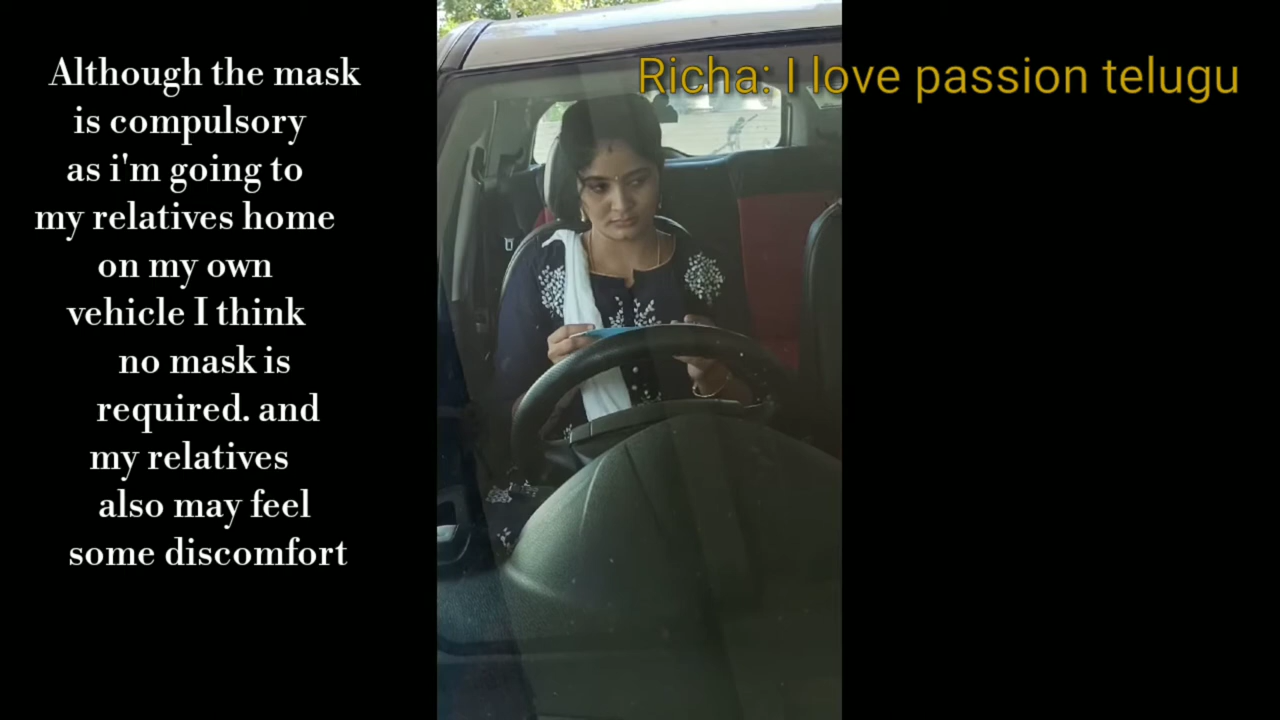 Although the mask
is compulsory
as i'm going to
my relatives home
on my own
vehicle I think
no mask is
required. and
my relatives
also may feel
some discomfort
Richa: I love passion telugu